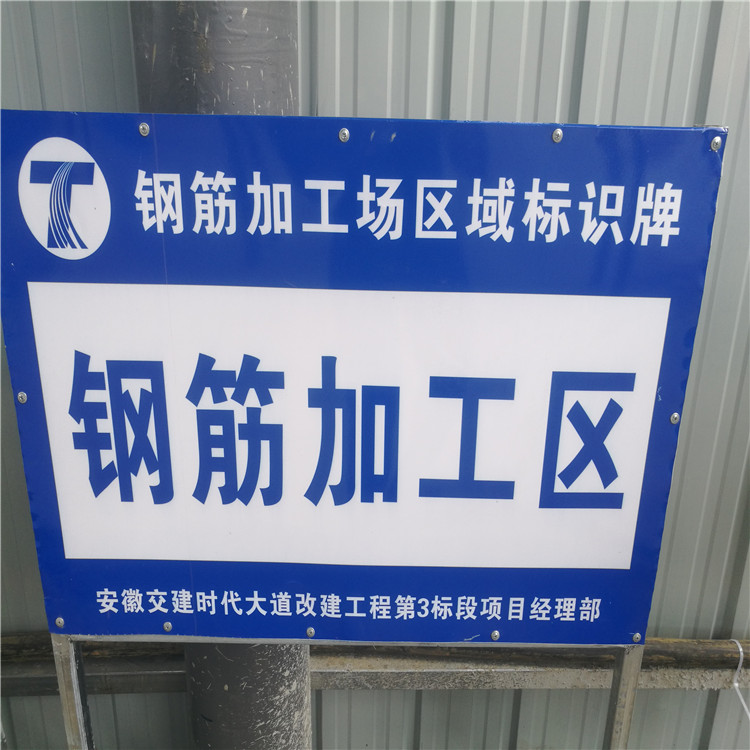 钢筋加工场区域标识牌
钢筋加工区
安徽交建时代大道改建工程第3标段项目经理部